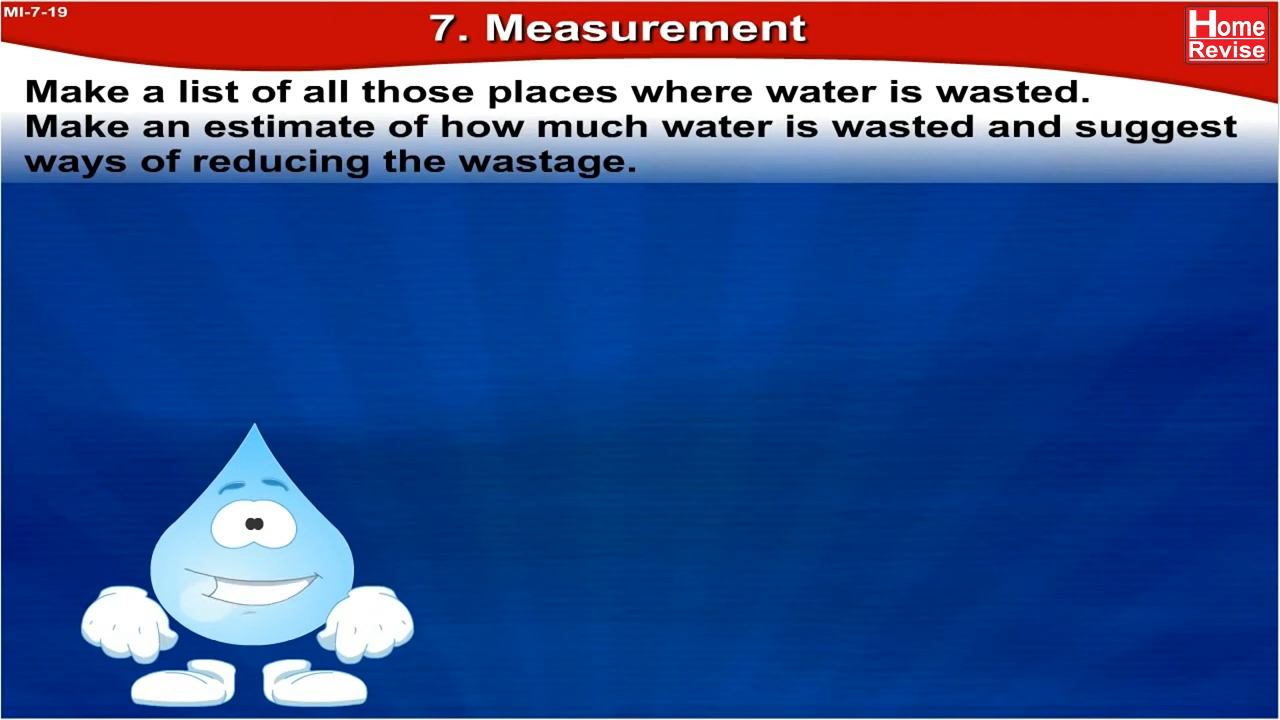 MI-7-19
7. Measurement
Home
Revise
Make a list of all those places where water is wasted.
Make an estimate of how much water is wasted and suggest
ways of reducing the wastage.